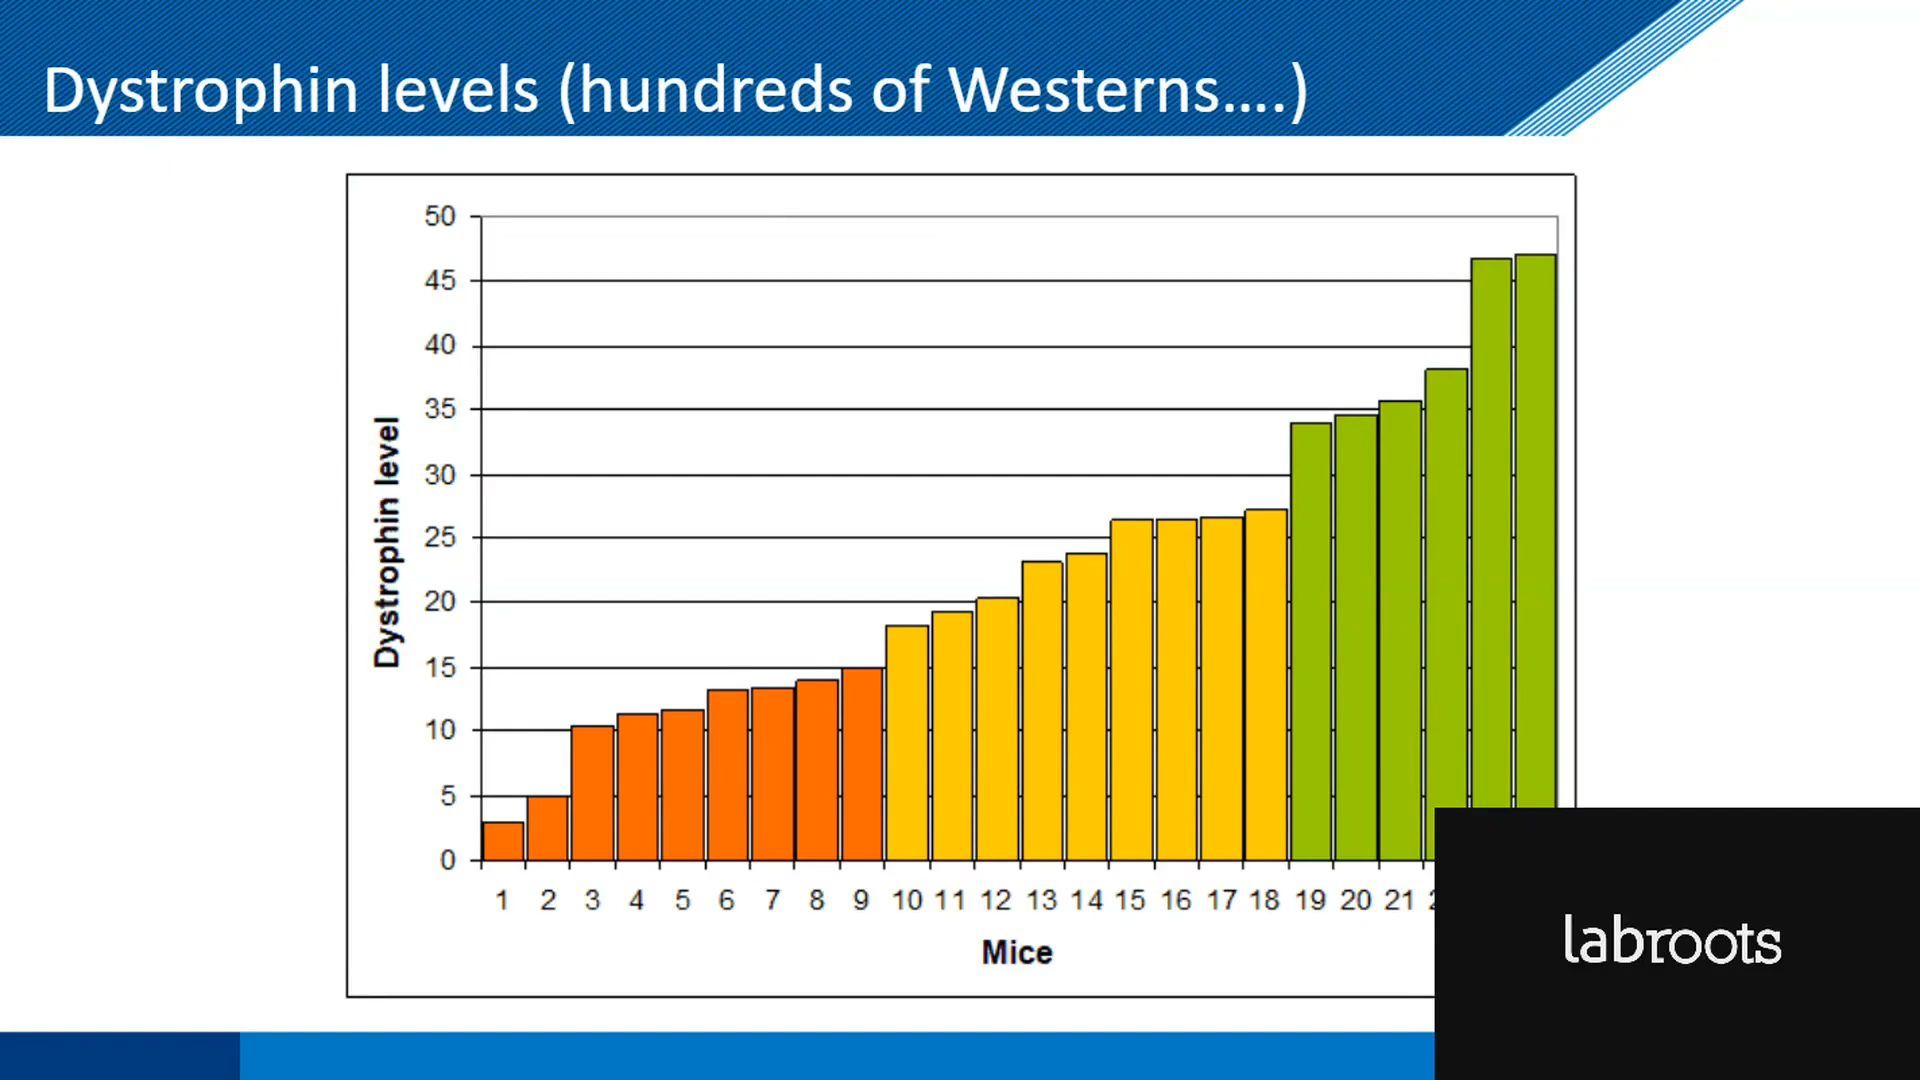 Dystrophin levels (hundreds of Westerns....)
50
45
40
35
30
25
20
15
10
5
0
Dystrophin level
1 2 3 4 5 6 7 8 9 10 11 12 13 14 15 16 17 18 19 20 21
Mice
labroots